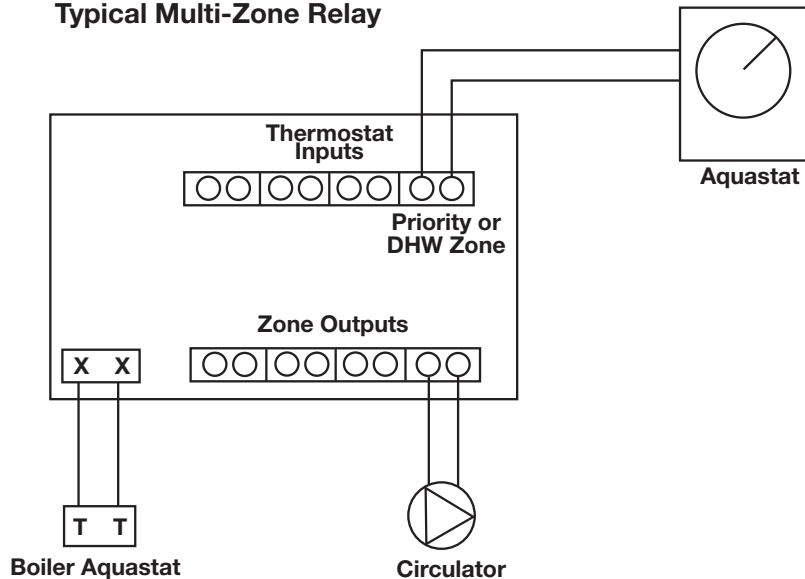 Typical Multi-Zone Relay
Thermostat
Inputs
Aquastat
Priority or
DHW Zone
Zone Outputs
X X
T T
Boiler Aquastat
Circulator